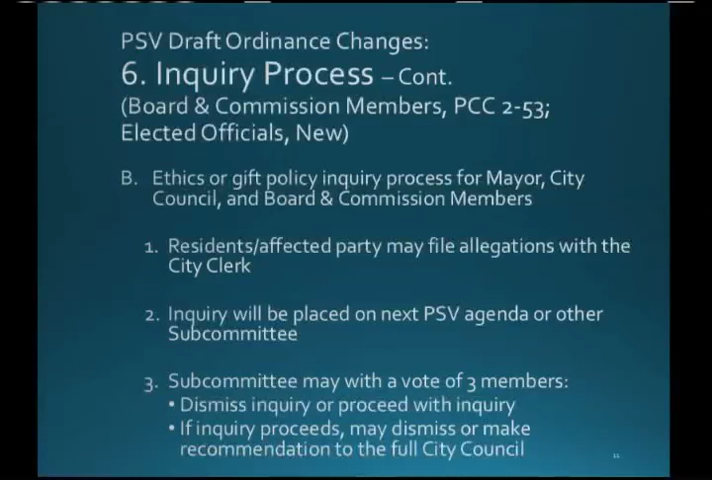 PSV Draft Ordinance Changes:
6. Inquiry Process – Cont.
(Board & Commission Members, PCC 2-53;
Elected Officials, New)
B. Ethics or gift policy inquiry process for Mayor, City
Council, and Board & Commission Members
1. Residents/affected party may file allegations with the
City Clerk
2. Inquiry will be placed on next PSV agenda or other
Subcommittee
3. Subcommittee may with a vote of 3 members:
• Dismiss inquiry or proceed with inquiry
• If inquiry proceeds, may dismiss or make
recommendation to the full City Council
11